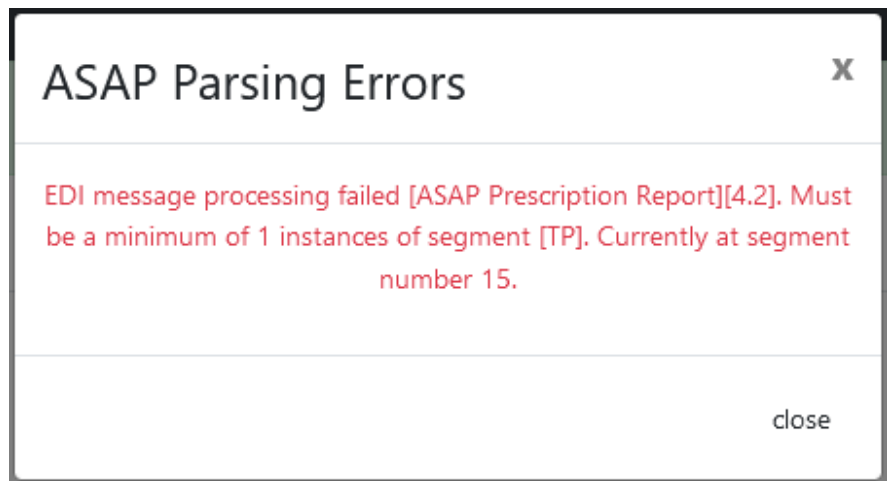 ASAP Parsing Errors
x
EDI message processing failed [ASAP Prescription Report][4.2]. Must
be a minimum of 1 instances of segment [TP]. Currently at segment
number 15.
close